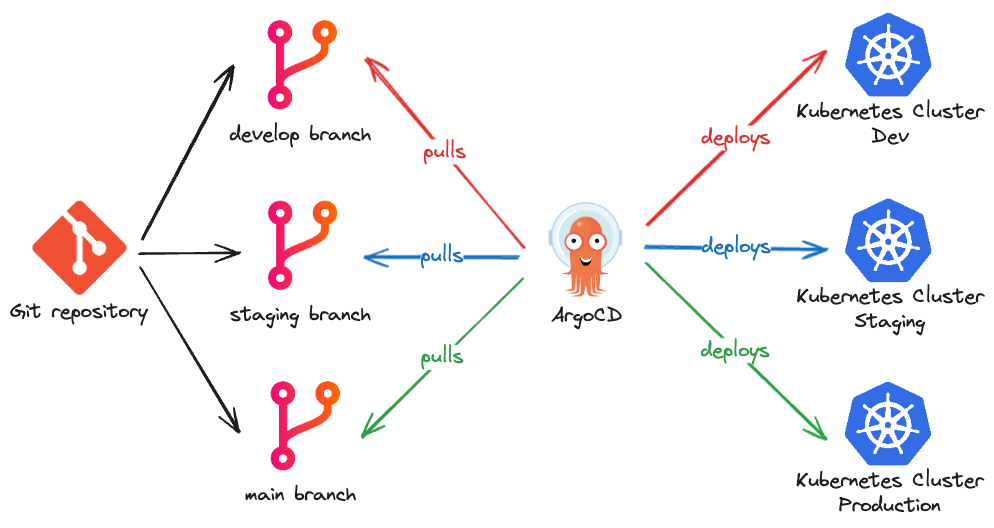 develop branch
pulls
deploys
Kubernetes Cluster
Dev
Git repository
staging branch
pulls
ArgoCD
deploys
Kubernetes Cluster
Staging
main branch
pulls
deploys
Kubernetes Cluster
Production